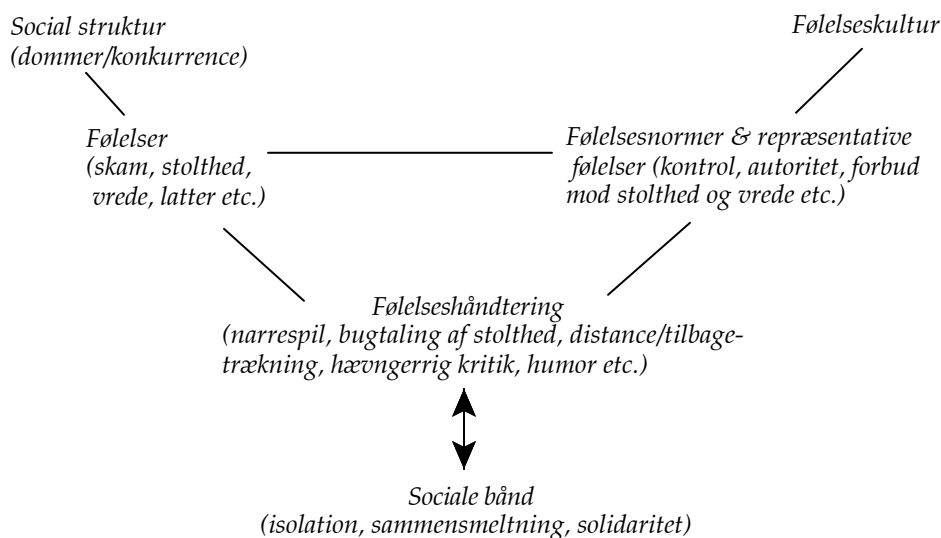 Social struktur
(dommer/konkurrence)
Følelseskultur
Følelser
(skam, stolthed,
vrede, latter etc.)
Følelsesnormer & repræsentative
følelser (kontrol, autoritet, forbud
mod stolthed og vrede etc.)
Følelseshåndtering
(narrespil, bugtaling af stolthed, distance/tilbage-
trækning, hævngerrig kritik, humor etc.)
Sociale bånd
(isolation, sammensmeltning, solidaritet)